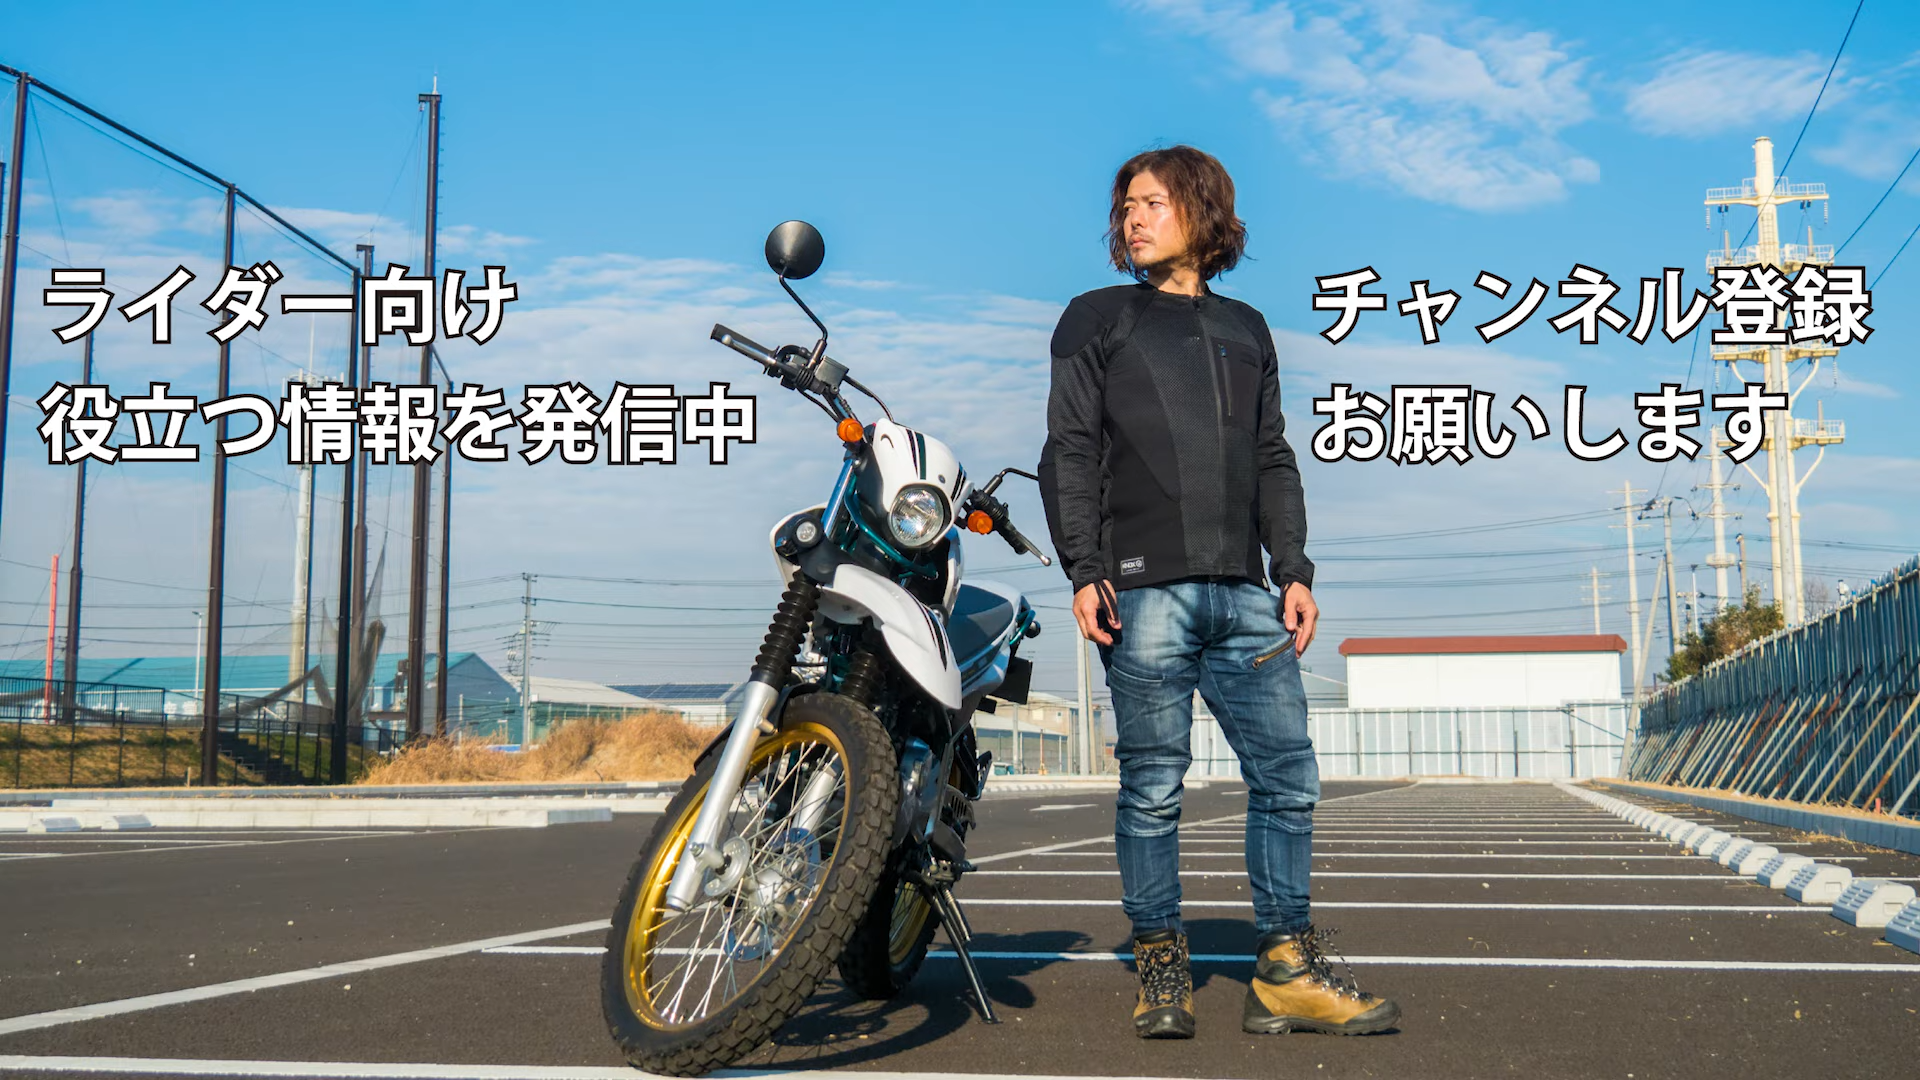 ライダー向け
役立つ情報を発信中
チャンネル登録
お願いします
KNOX